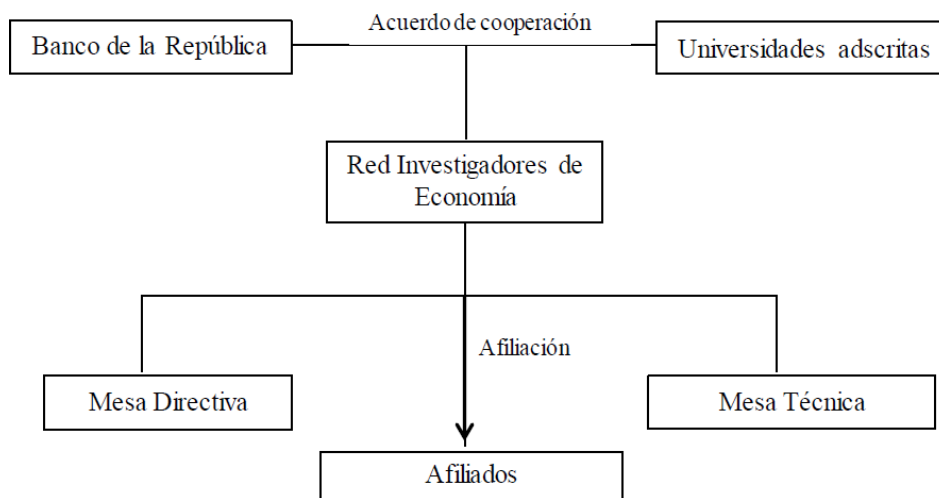 Acuerdo de cooperación
Banco de la República
Universidades adscritas
Red Investigadores de
Economía
Afiliación
Mesa Directiva
Mesa Técnica
Afiliados